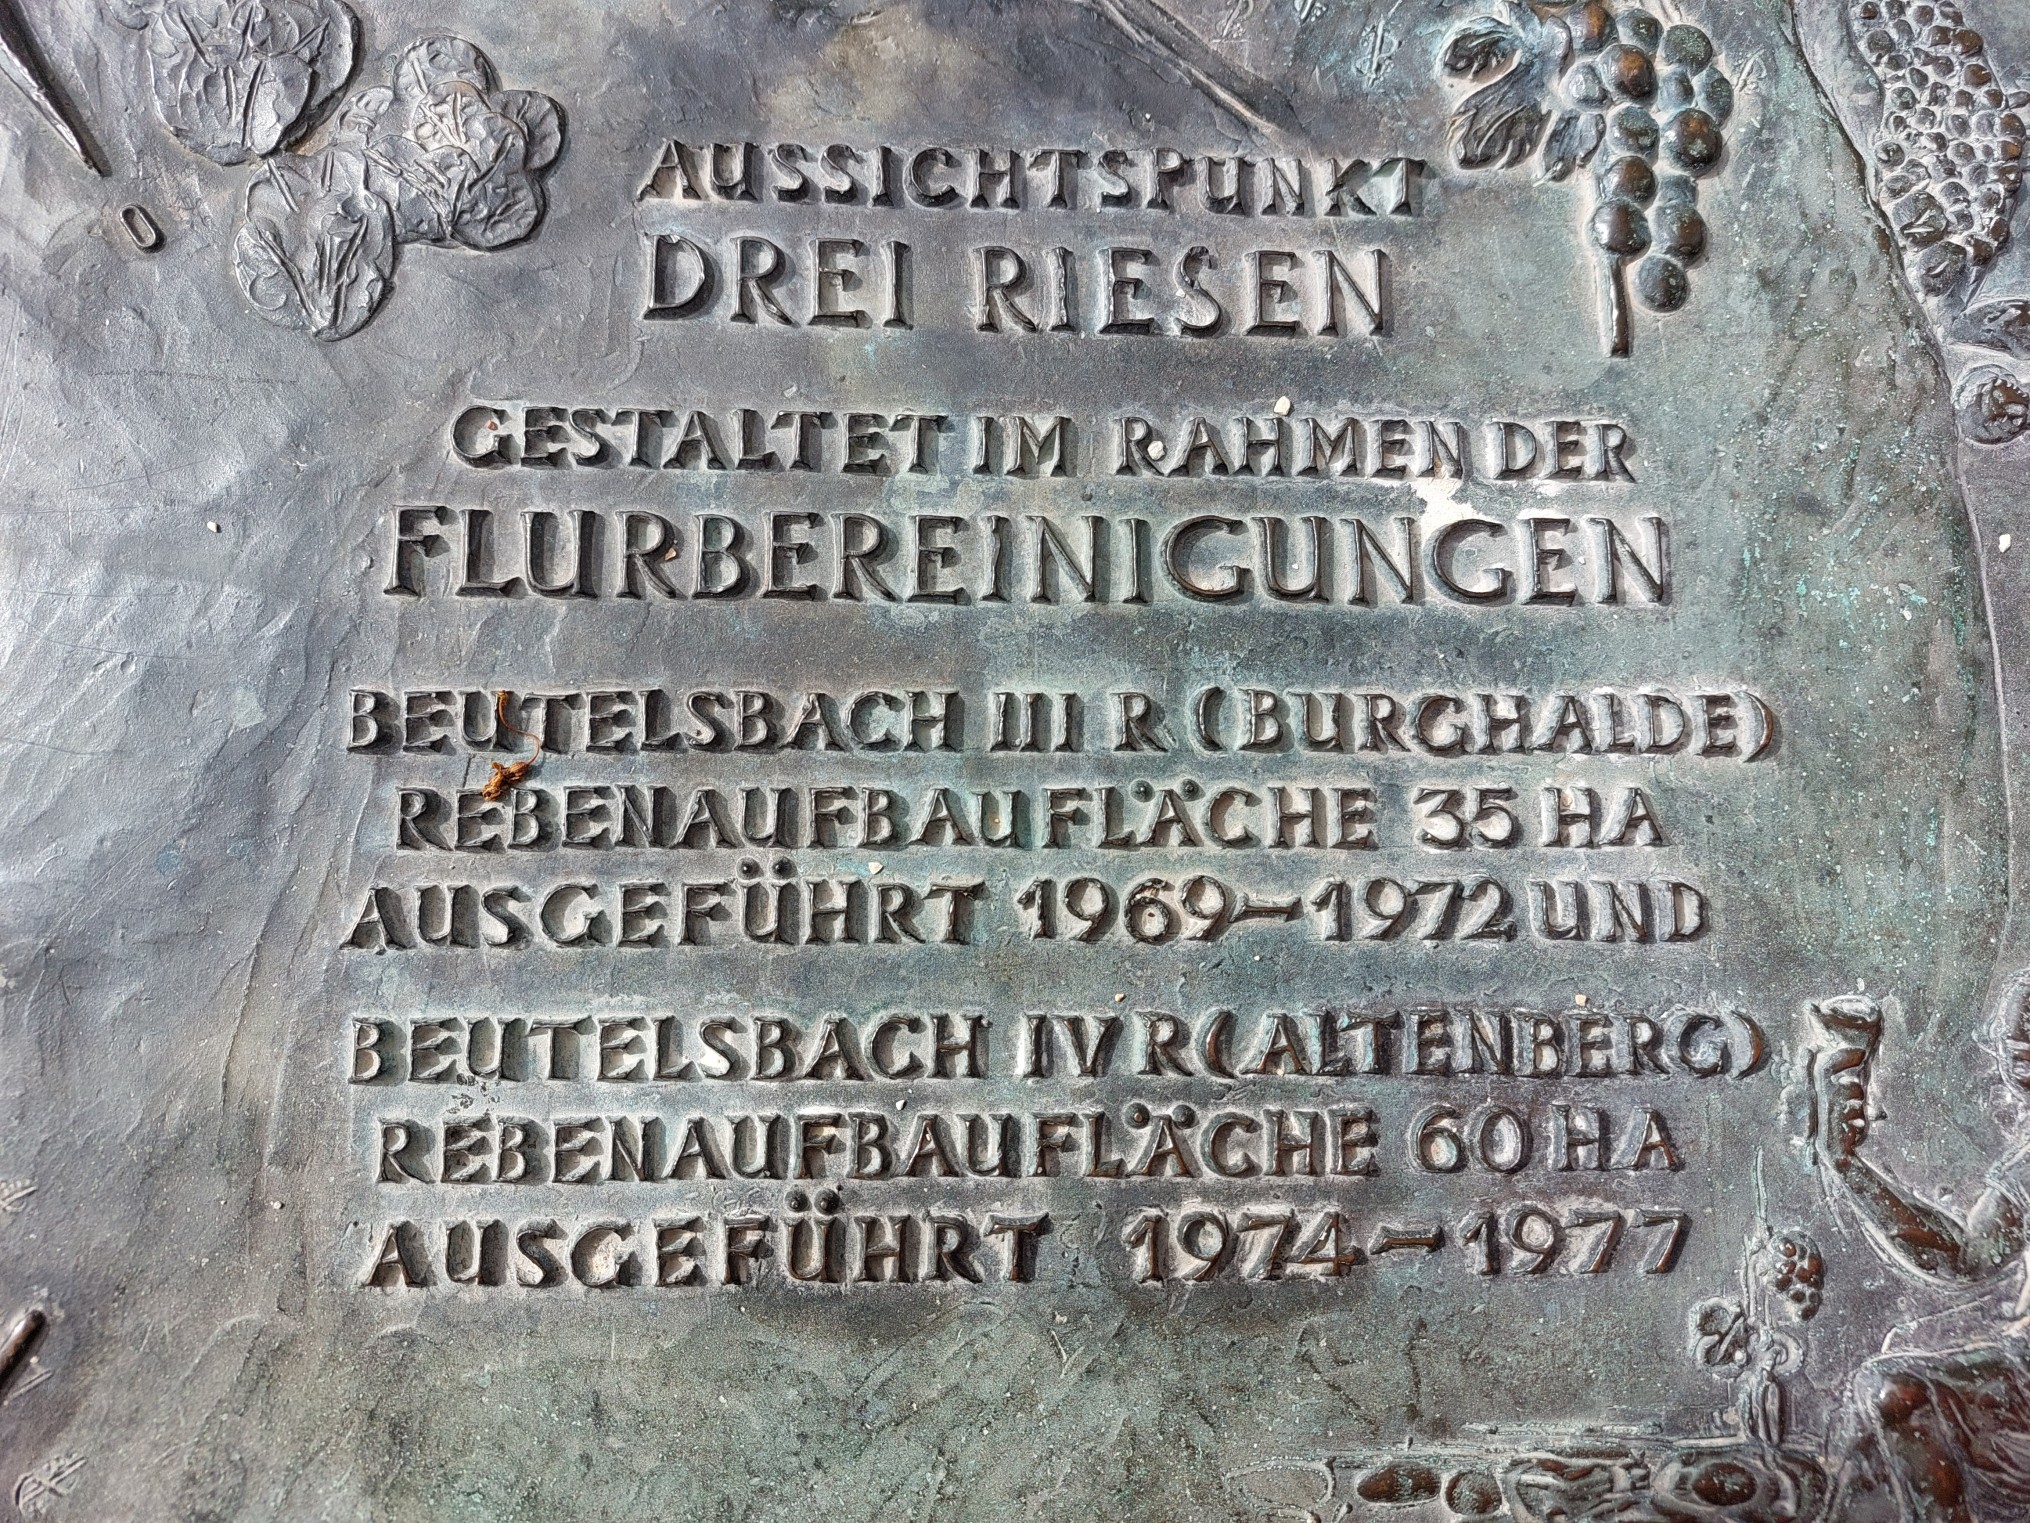 AUSSICHTSPUNKT
DREI RIESEN
GESTALTET IM RAHMEN DER
FLURBEREINIGUNGEN
BEUTELSBACH III R (BURGHALDE)
REBENAUFBAUFLÄCHE 35 HA
AUSGEFÜHRT 1969-1972 UND
BEUTELSBACH IV R (ALTENBERG)
REBENAUFBAUFLÄCHE 60 HA
AUSGEFÜHRT 1974-1977